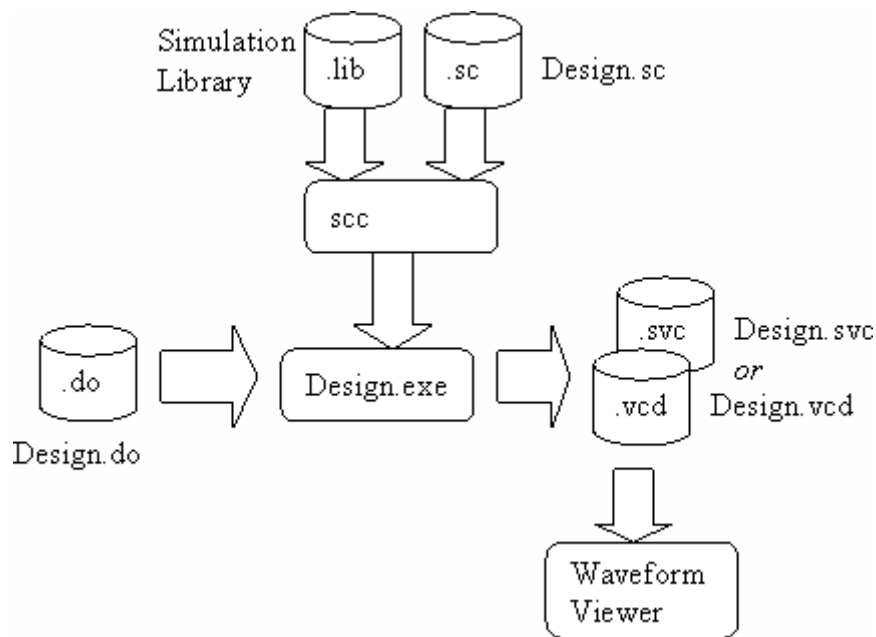 Simulation
Library
.lib
.sc
Design.sc
scc
.do
Design.do
Design.exe
.svc
Design.svc
or
.vcd
Design.vcd
Waveform
Viewer